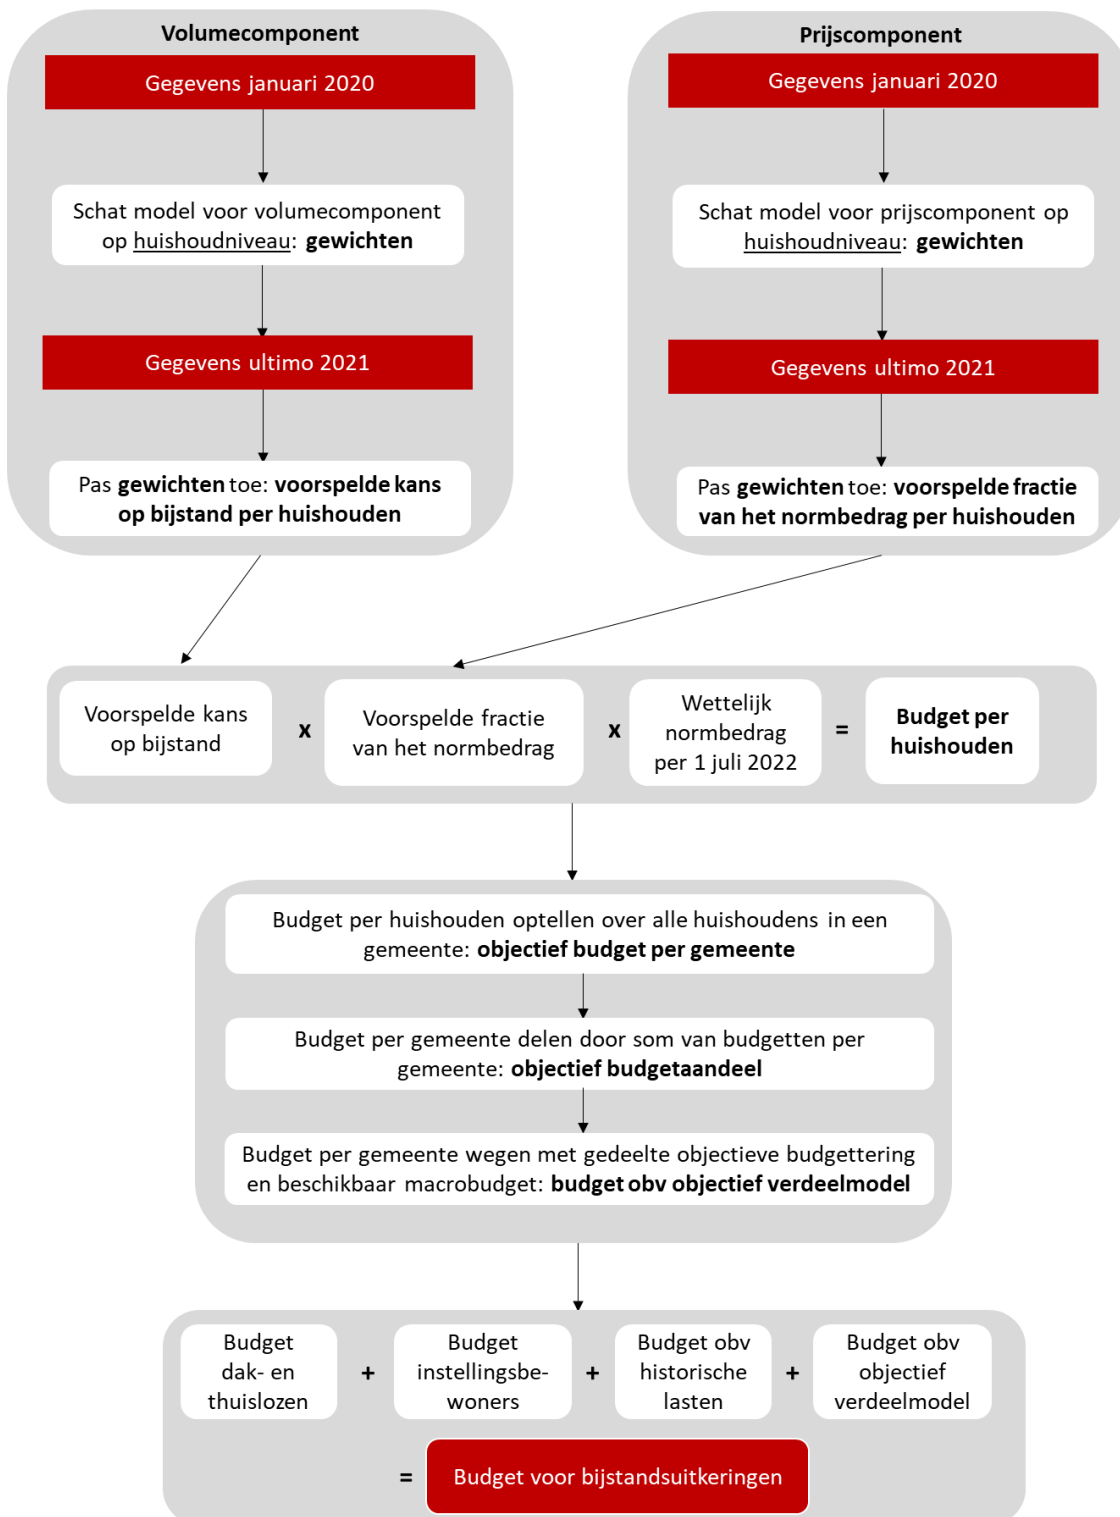 Volumecomponent
Gegevens januari 2020
Schat model voor volumecomponent
op huishoudniveau: gewichten
Gegevens ultimo 2021
Pas gewichten toe: voorspelde kans
op bijstand per huishouden
Prijscomponent
Gegevens januari 2020
Schat model voor prijscomponent op
huishoudniveau: gewichten
Gegevens ultimo 2021
Pas gewichten toe: voorspelde fractie
van het normbedrag per huishouden
Voorspelde kans
op bijstand
x
Voorspelde fractie
van het normbedrag
x
Wettelijk
normbedrag
per 1 juli 2022
=
Budget per
huishouden
Budget per huishouden optellen over alle huishoudens in een
gemeente: objectief budget per gemeente
Budget per gemeente delen door som van budgetten per
gemeente: objectief budgetaandeel
Budget per gemeente wegen met gedeelte objectieve budgettering
en beschikbaar macrobudget: budget obv objectief verdeelmodel
Budget
dak- en
thuislozen
+
Budget
instellingsbe-
woners
+
Budget obv
historische
lasten
+
Budget obv
objectief
verdeelmodel
=
Budget voor bijstandsuitkeringen